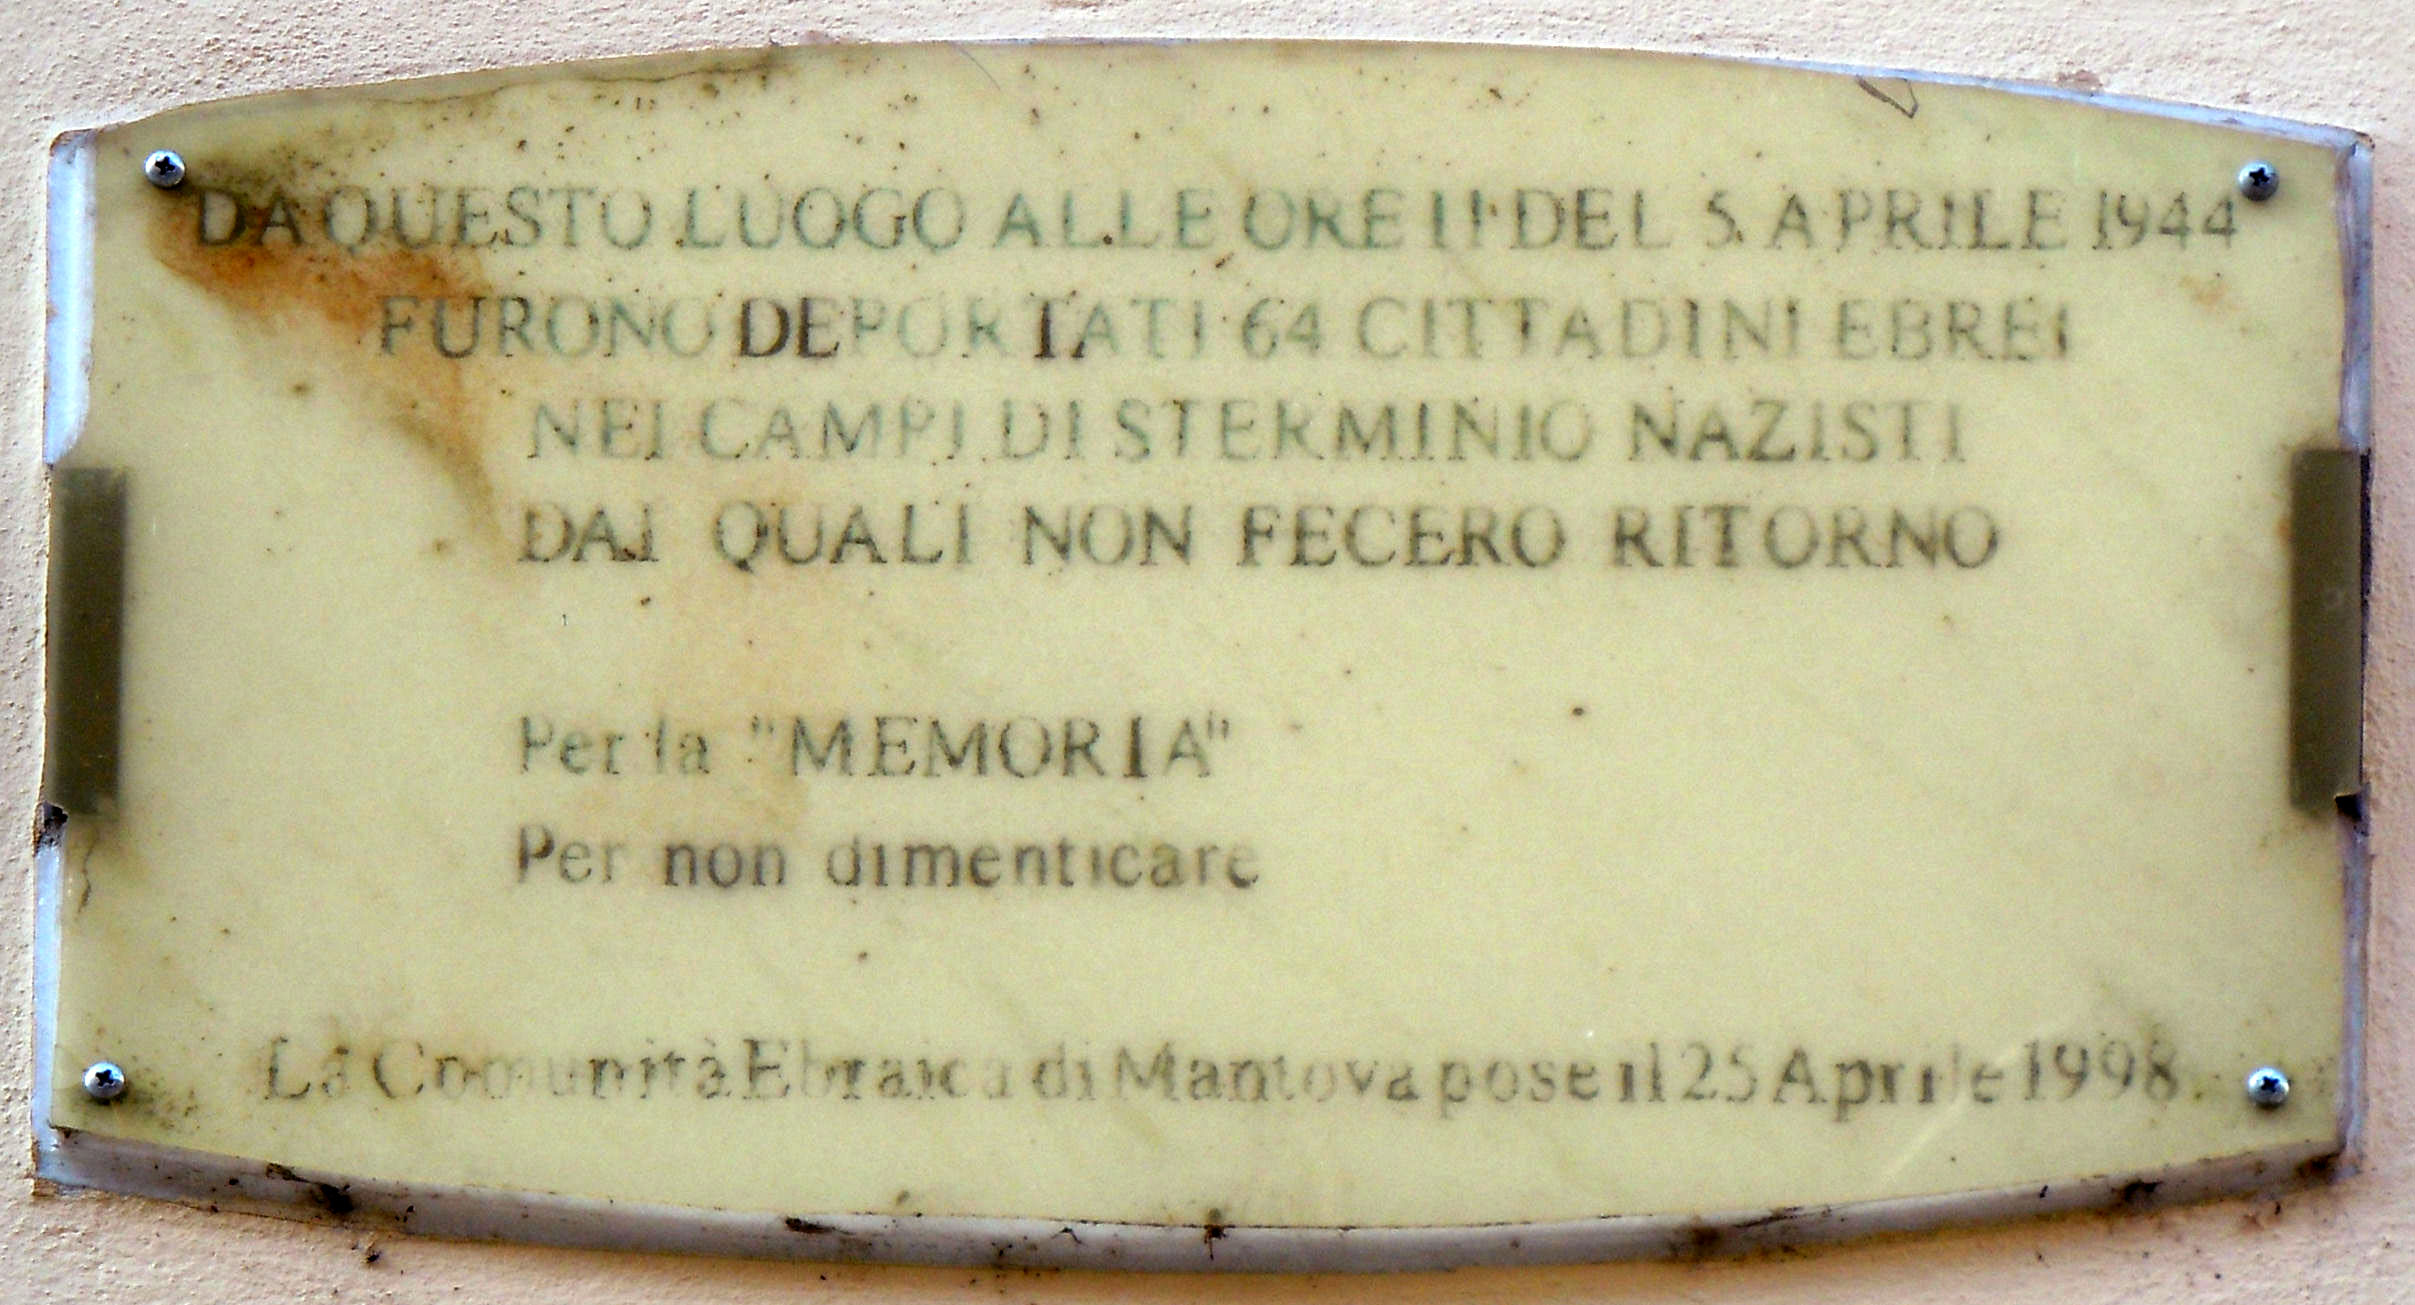 DA QUESTO LUOGO ALLE ORE 11 DEL 5 APRILE 1944
FURONO DEPORTATI 64 CITTADINI EBREI
NEI CAMPI DI STERMINIO NAZISTI
DAI QUALI NON FECERO RITORNO
Per la "MEMORIA"
Per non dimenticare
La Comunità Ebraica di Mantova pose il 25 Aprile 1998.